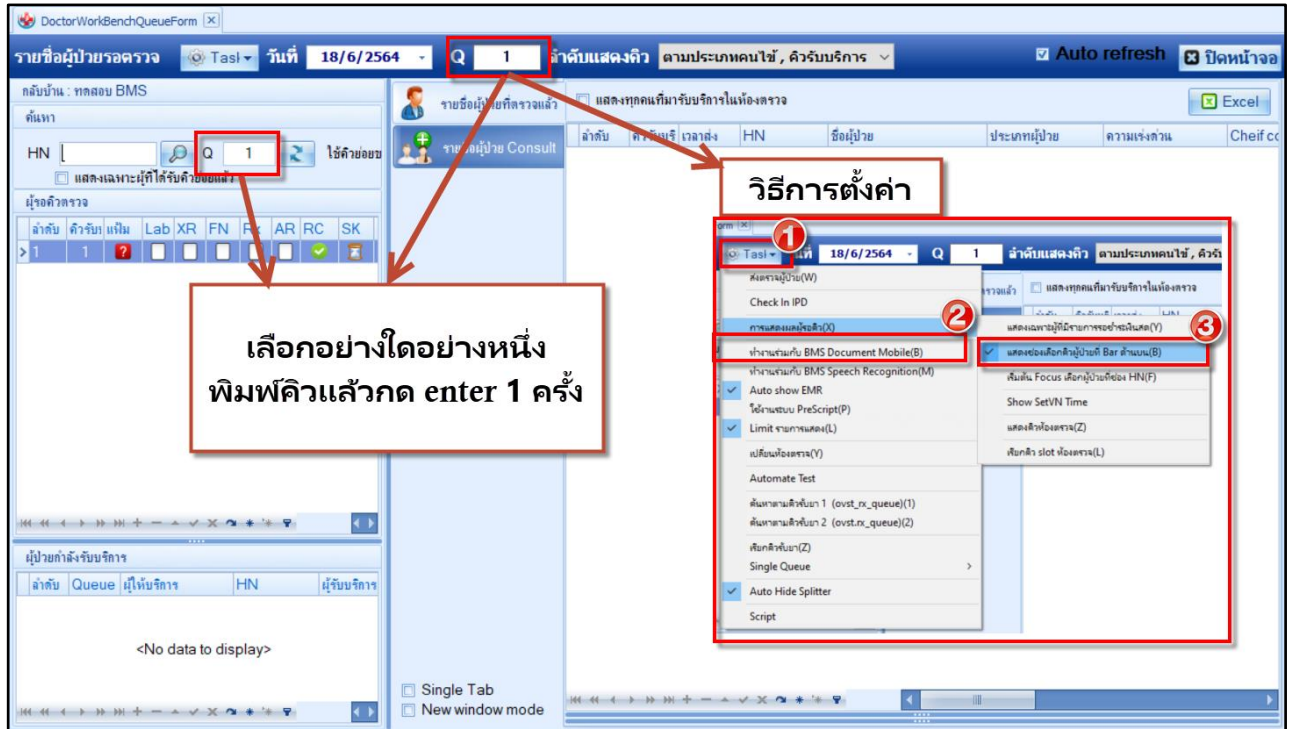 DoctorWorkBenchQueueForm
รายชื่อผู้ป่วยรอตรวจ Task วันที่ 18/6/2564 Q 1 ลำดับแสดงคิว ตามประเภทคนไข้ , คิวรับบริการ Auto refresh ปิดหน้าจอ
กลับบ้าน : ทดสอบ BMS
ค้นหา
HN Q 1 ใช้คิวย่อย
แสดงเฉพาะผู้ที่ได้รับคิวย่อยแล้ว
ผู้รอคิวตรวจ
ลำดับ คิวรับ แฟ้ม Lab XR FN Rx AR RC SK
1 1 ?
รายชื่อผู้ป่วยที่ตรวจแล้ว
รายชื่อผู้ป่วย Consult
แสดงทุกคนที่มารับบริการในห้องตรวจ
Excel
ลำดับ คิวรับบริ เวลาส่ง HN ชื่อผู้ป่วย ประเภทผู้ป่วย ความเร่งด่วน Cheif cc
วิธีการตั้งค่า
เลือกอย่างใดอย่างหนึ่ง
พิมพ์คิวแล้วกด enter 1 ครั้ง
1
Task วันที่ 18/6/2564 Q 1 ลำดับแสดงคิว ตามประเภทคนไข้ , คิวรับ
ส่งตรวจผู้ป่วย(W)
Check In IPD
การแสดงผลผู้รอคิว(X)
2
ทำงานร่วมกับ BMS Document Mobile(B)
ทำงานร่วมกับ BMS Speech Recognition(M)
Auto show EMR
ใช้งานระบบ PreScript(P)
Limit รายการแสดง(L)
เปลี่ยนห้องตรวจ(Y)
Automate Test
ค้นหาตามคิวรับยา 1 (ovst_rx_queue)(1)
ค้นหาตามคิวรับยา 2 (ovst.rx_queue)(2)
เรียกคิวรับยา(Z)
Single Queue
Auto Hide Splitter
Script
แสดงทุกคนที่มารับบริการในห้องตรวจ
แสดงเฉพาะผู้ที่มีรายการรอชำระเงินสด(Y)
3
แสดงช่องเลือกคิวผู้ป่วยที่ Bar ด้านบน(B)
เริ่มต้น Focus เลือกผู้ป่วยที่ช่อง HN(F)
Show SetVN Time
แสดงคิวห้องตรวจ(Z)
เรียกคิว slot ห้องตรวจ(L)
ผู้ป่วยกำลังรับบริการ
ลำดับ Queue ผู้ให้บริการ HN ผู้รับบริการ
<No data to display>
Single Tab
New window mode